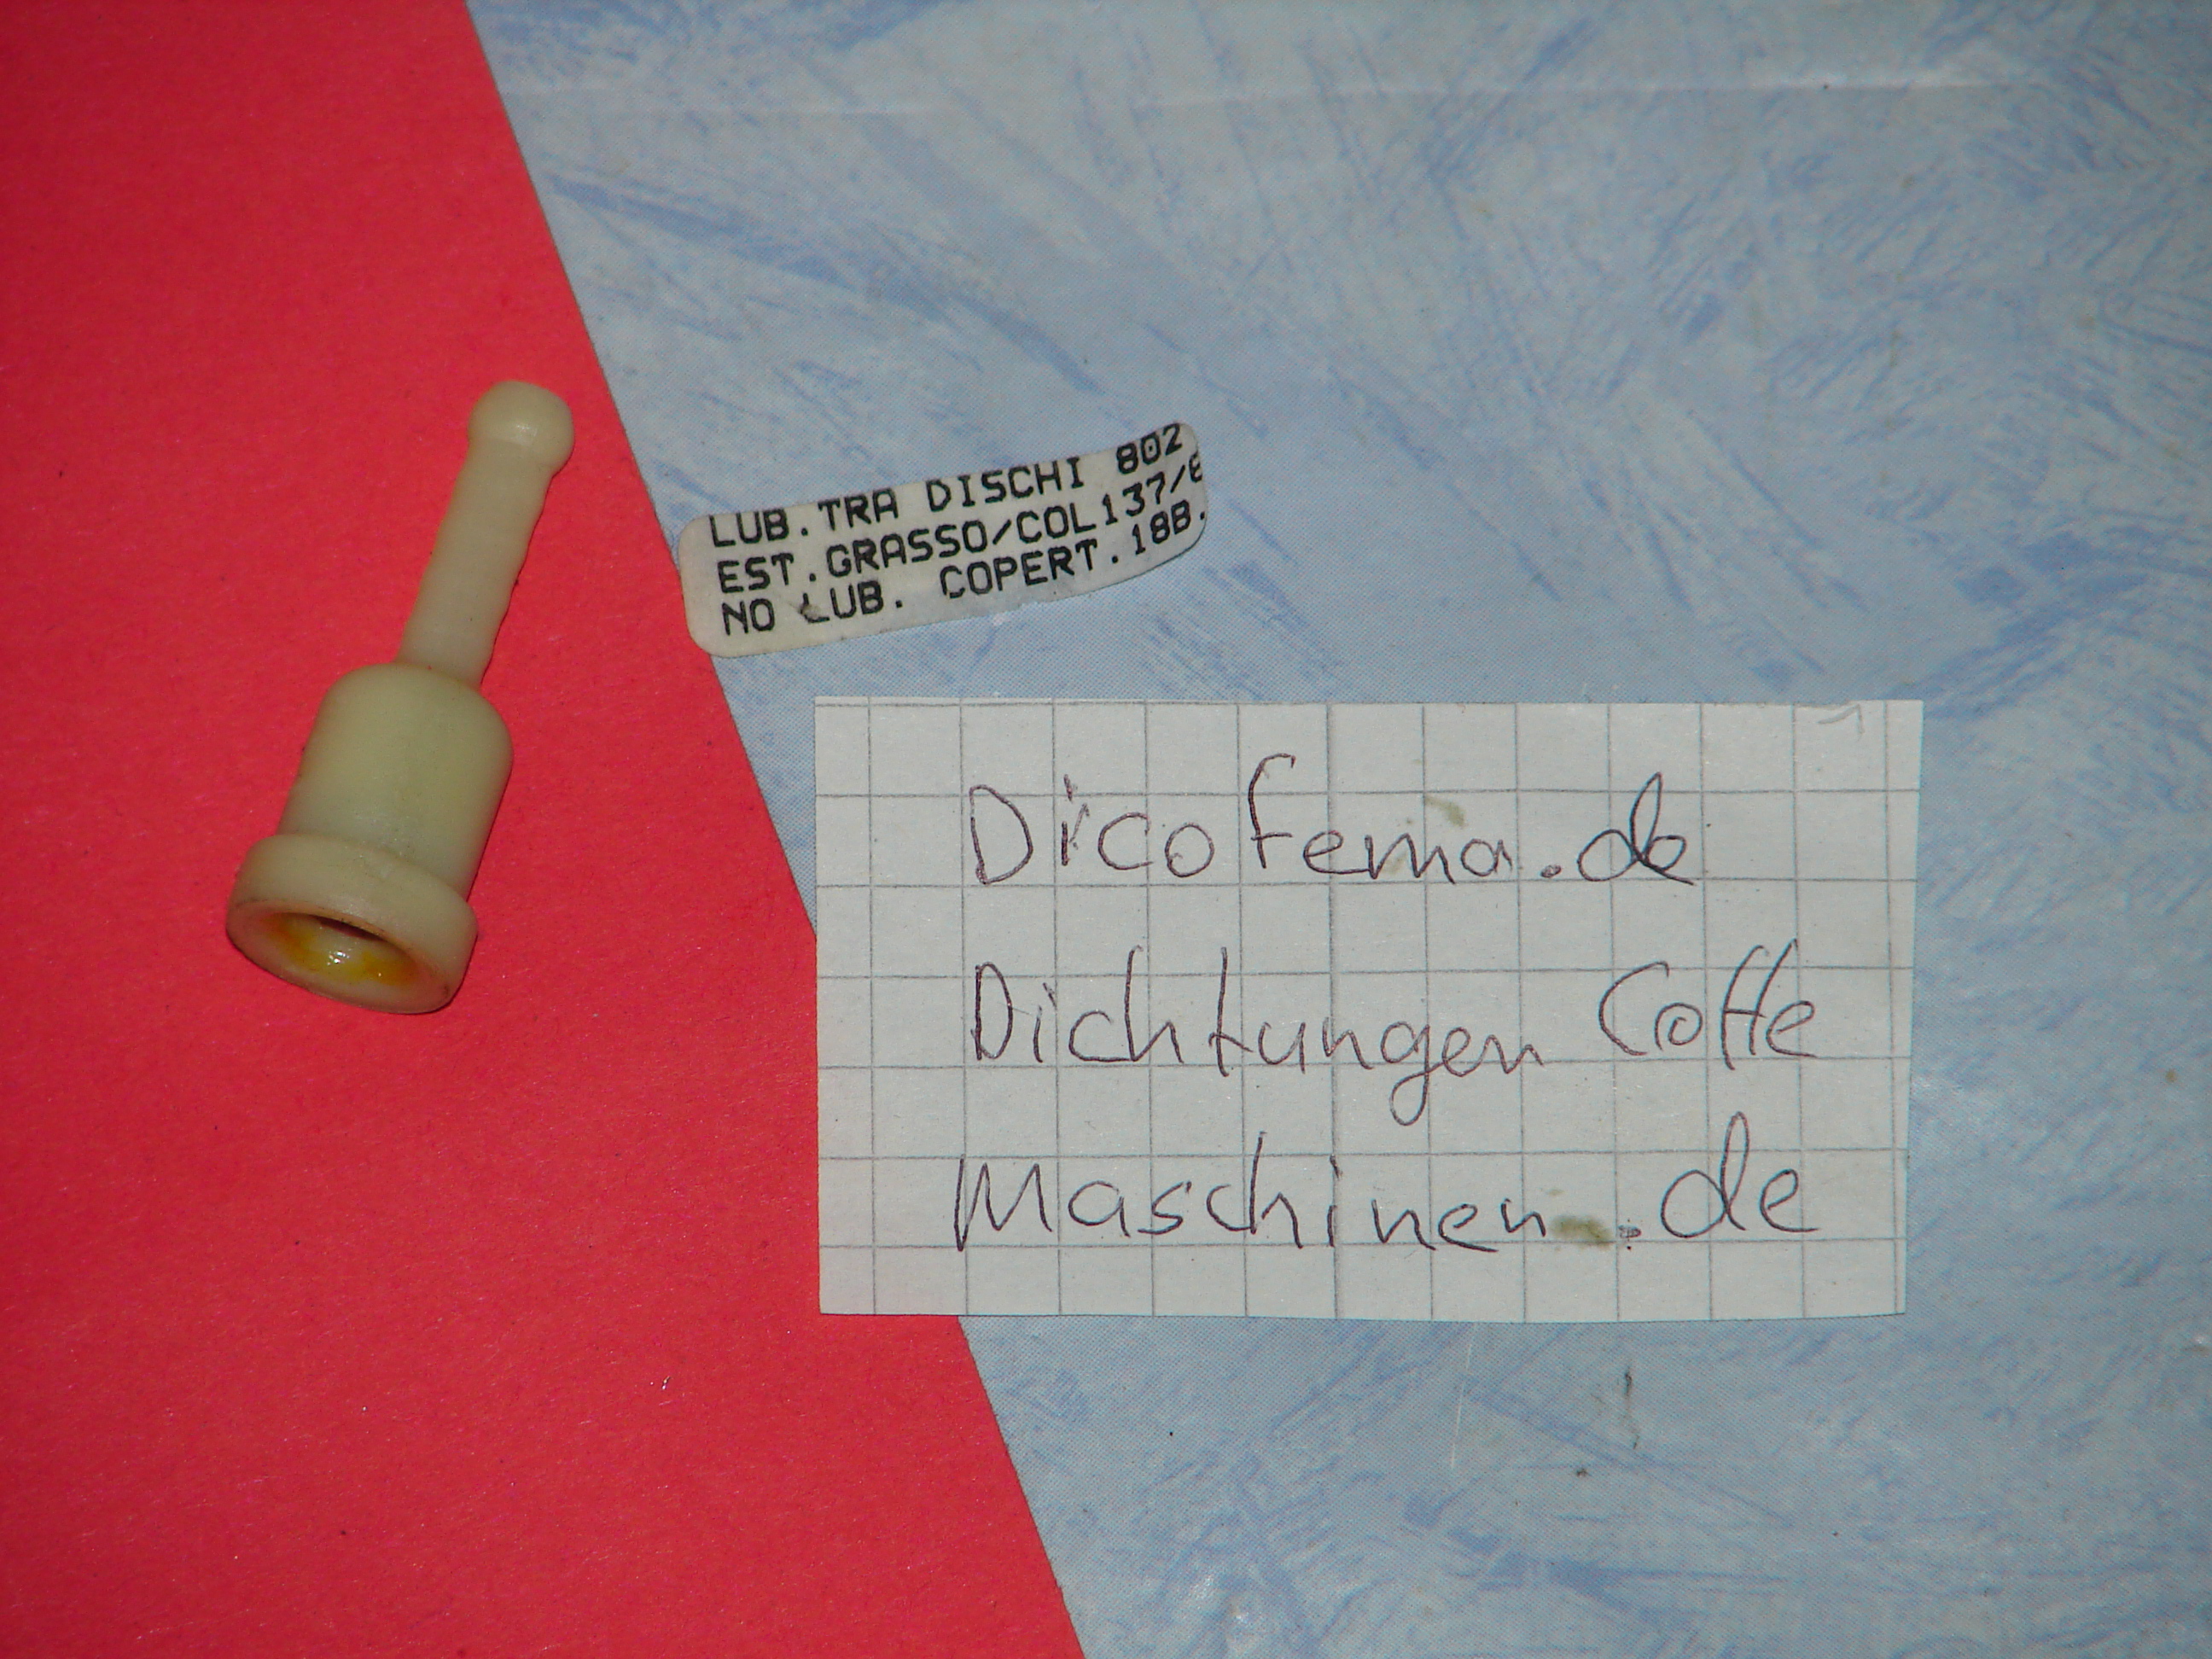 LUB.TRA DISCHI 802
EST.GRASSO/COL137/
NO LUB. COPERT.18B.
Dicofema.de
Dichtungen Coffe
Maschinen.de